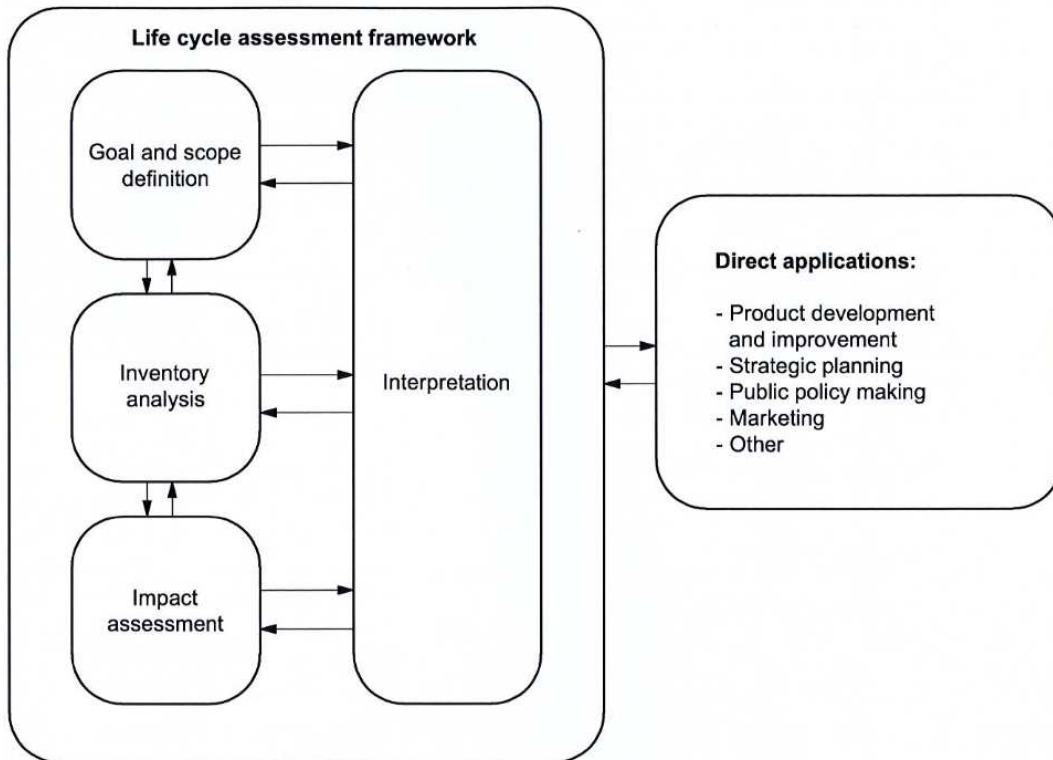 Life cycle assessment framework
Goal and scope
definition
Inventory
analysis
Impact
assessment
Interpretation
Direct applications:
- Product development
and improvement
- Strategic planning
- Public policy making
- Marketing
- Other